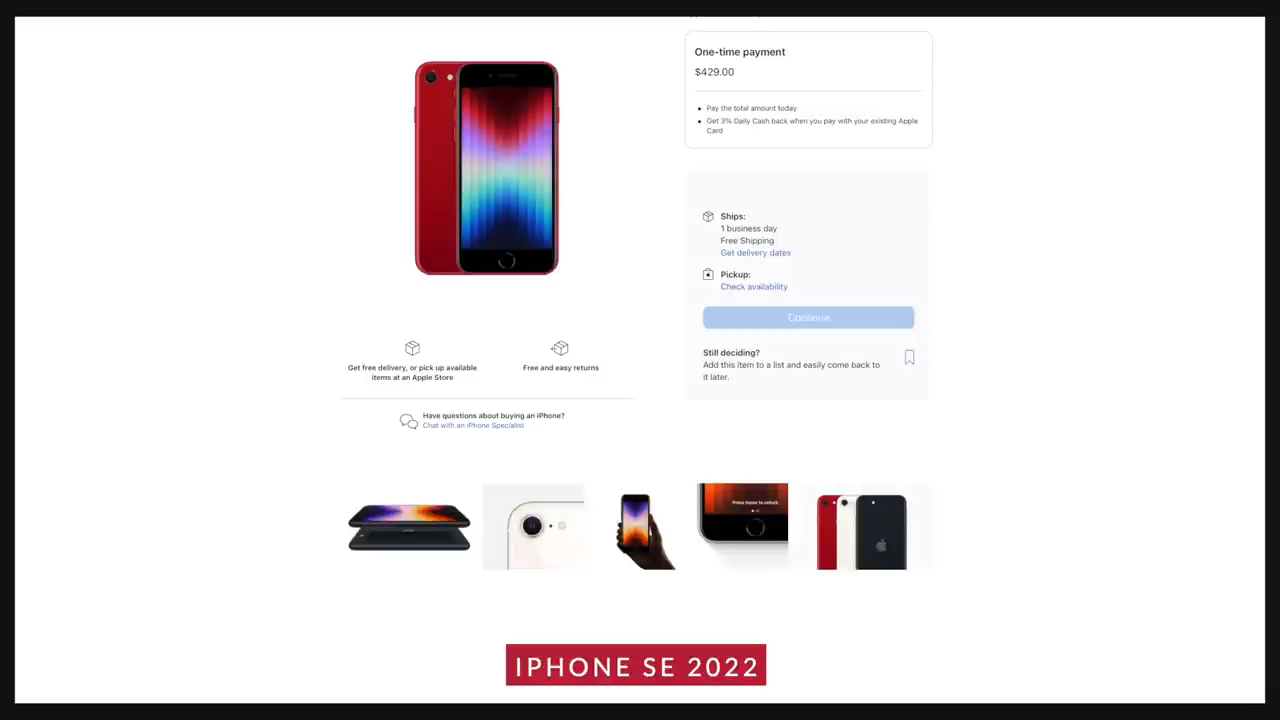 One-time payment
$429.00
Pay the total amount today
Get 3% Daily Cash back when you pay with your existing Apple
Card
Ships:
1 business day
Free Shipping
Get delivery dates
Pickup:
Check availability
Continue
Still deciding?
Add this item to a list and easily come back to
it later.
Get free delivery, or pick up available
items at an Apple Store
Free and easy returns
Have questions about buying an iPhone?
Chat with an iPhone Specialist
Press home to unlock
IPHONE SE 2022